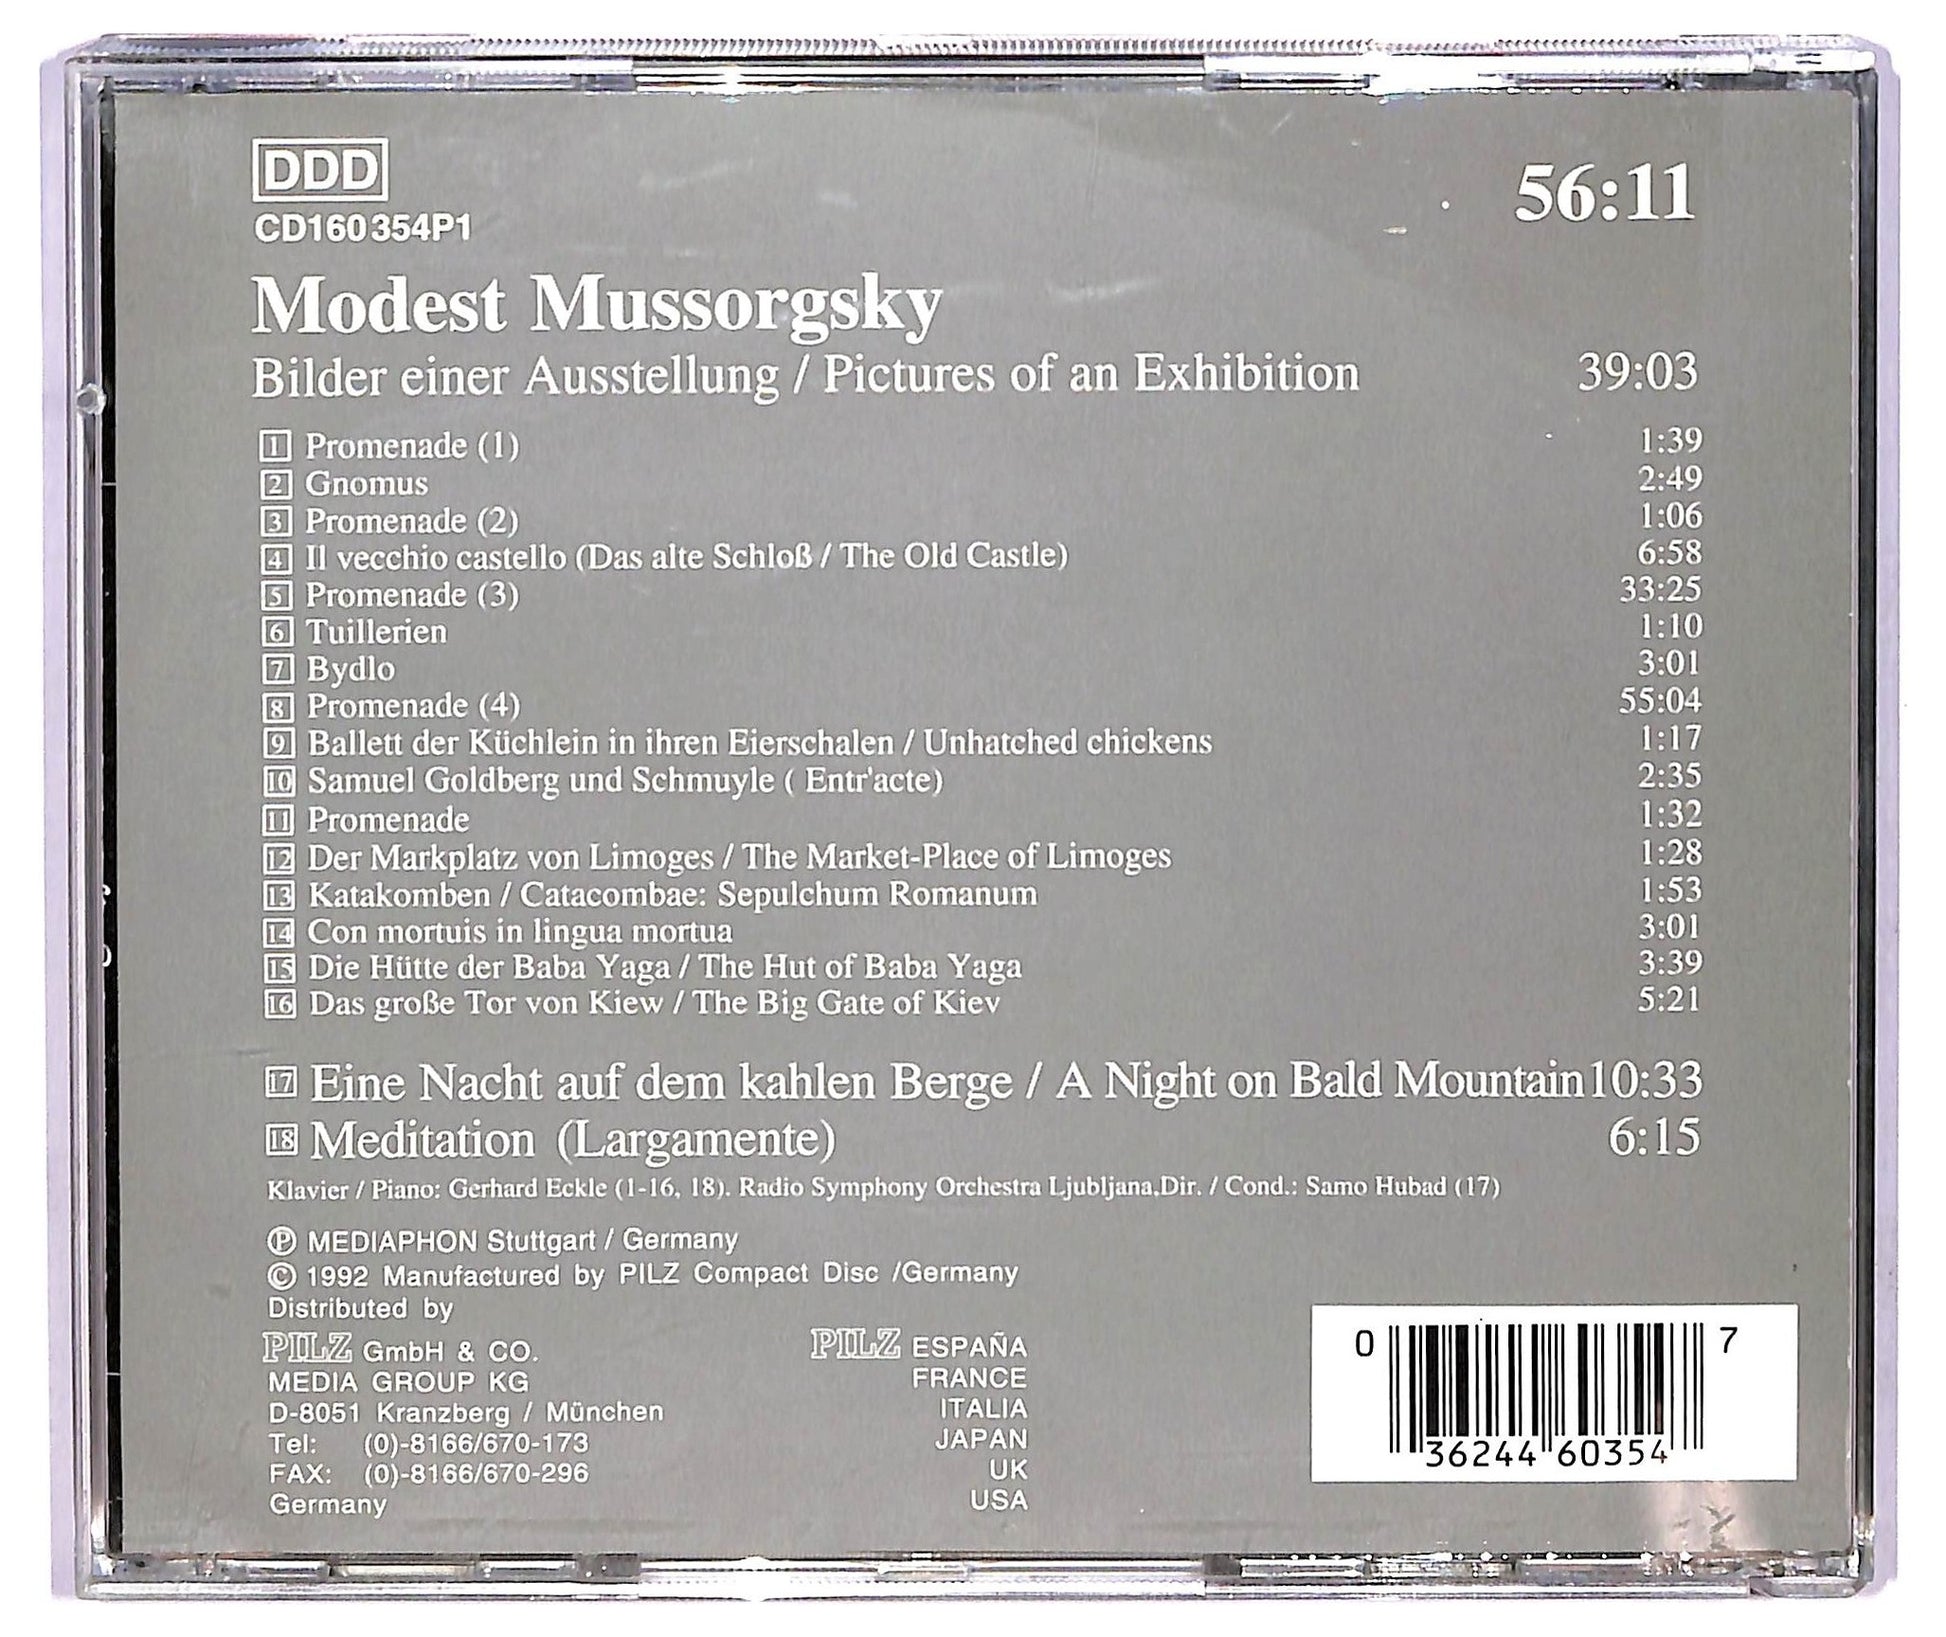 DDD
CD160354P1
56:11
Modest Mussorgsky
Bilder einer Ausstellung / Pictures of an Exhibition 39:03
1 Promenade (1) 1:39
2 Gnomus 2:49
3 Promenade (2) 1:06
4 Il vecchio castello (Das alte Schloß / The Old Castle) 6:58
5 Promenade (3) 33:25
6 Tuillerien 1:10
7 Bydlo 3:01
8 Promenade (4) 55:04
9 Ballett der Küchlein in ihren Eierschalen / Unhatched chickens 1:17
10 Samuel Goldberg und Schmuyle ( Entr'acte) 2:35
11 Promenade 1:32
12 Der Markplatz von Limoges / The Market-Place of Limoges 1:28
13 Katakomben / Catacombae: Sepulchum Romanum 1:53
14 Con mortuis in lingua mortua 3:01
15 Die Hütte der Baba Yaga / The Hut of Baba Yaga 3:39
16 Das große Tor von Kiew / The Big Gate of Kiev 5:21
17 Eine Nacht auf dem kahlen Berge / A Night on Bald Mountain 10:33
18 Meditation (Largamente) 6:15
Klavier / Piano: Gerhard Eckle (1-16, 18). Radio Symphony Orchestra Ljubljana,Dir. / Cond.: Samo Hubad (17)
℗ MEDIAPHON Stuttgart / Germany
© 1992 Manufactured by PILZ Compact Disc /Germany
Distributed by
PILZ GmbH & CO.
MEDIA GROUP KG
D-8051 Kranzberg / München
Tel: (0)-8166/670-173
FAX: (0)-8166/670-296
Germany
PILZ ESPAÑA
FRANCE
ITALIA
JAPAN
UK
USA
0 36244 60354 7